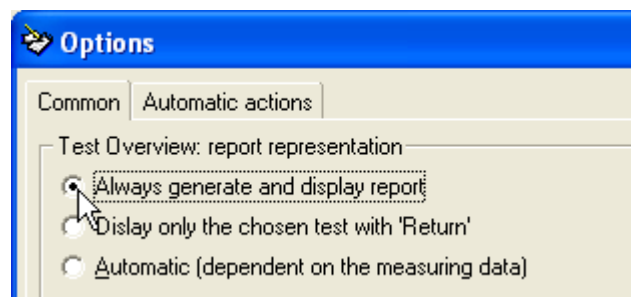 Options
Common Automatic actions
Test Overview: report representation
Always generate and display report
Dislay only the chosen test with 'Return'
Automatic (dependent on the measuring data)